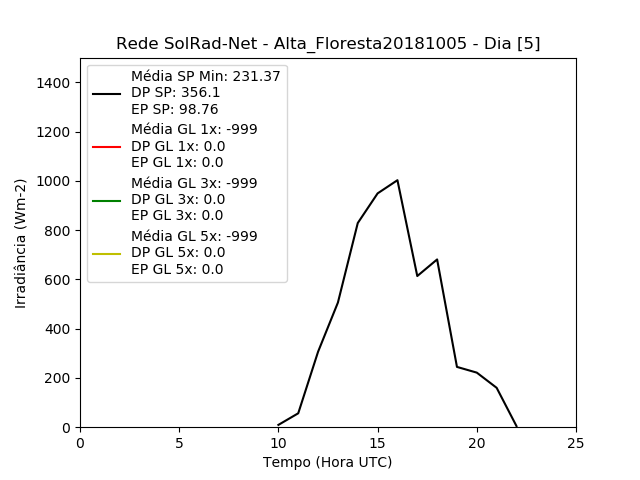 Rede SolRad-Net - Alta_Floresta20181005 - Dia [5]
Média SP Min: 231.37
DP SP: 356.1
EP SP: 98.76
Média GL 1x: -999
DP GL 1x: 0.0
EP GL 1x: 0.0
Média GL 3x: -999
DP GL 3x: 0.0
EP GL 3x: 0.0
Média GL 5x: -999
DP GL 5x: 0.0
EP GL 5x: 0.0
1400
1200
1000
800
600
400
200
0
Irradiância (Wm-2)
0 5 10 15 20 25
Tempo (Hora UTC)